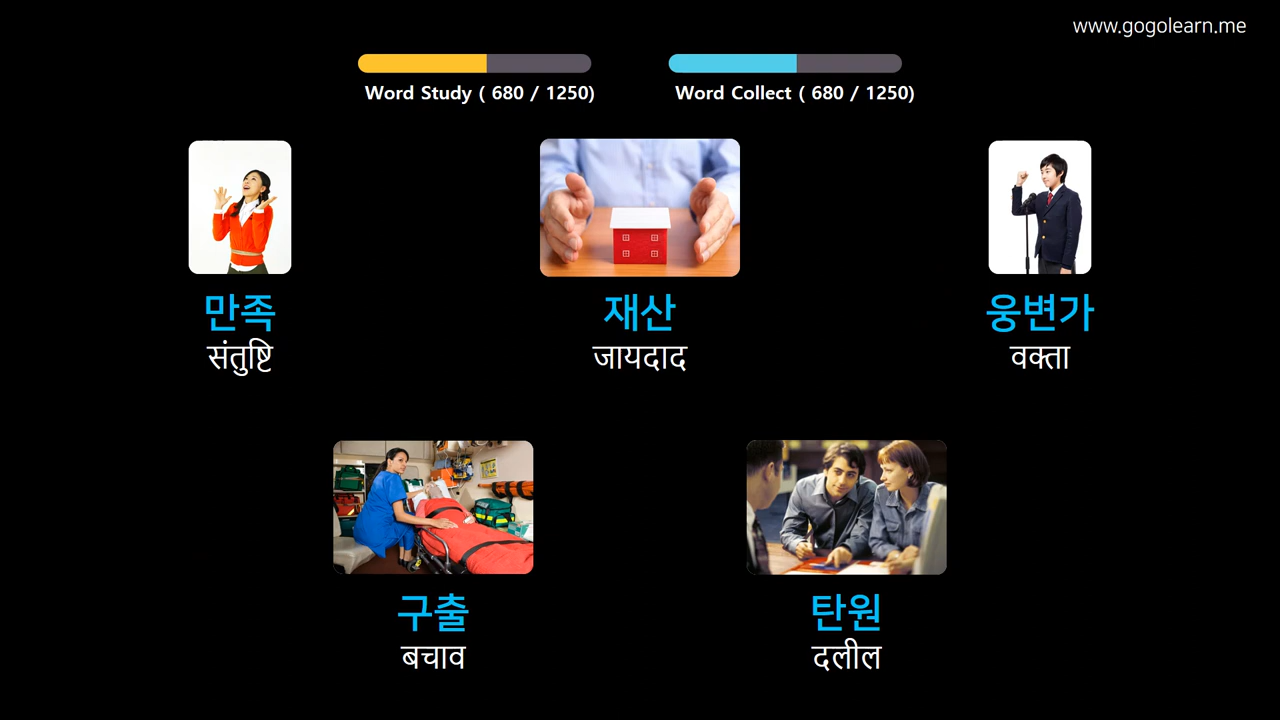 www.gogolearn.me
Word Study ( 680 / 1250)
Word Collect ( 680 / 1250)
만족
संतुष्टि
재산
जायदाद
웅변가
वक्ता
구출
बचाव
탄원
दलील